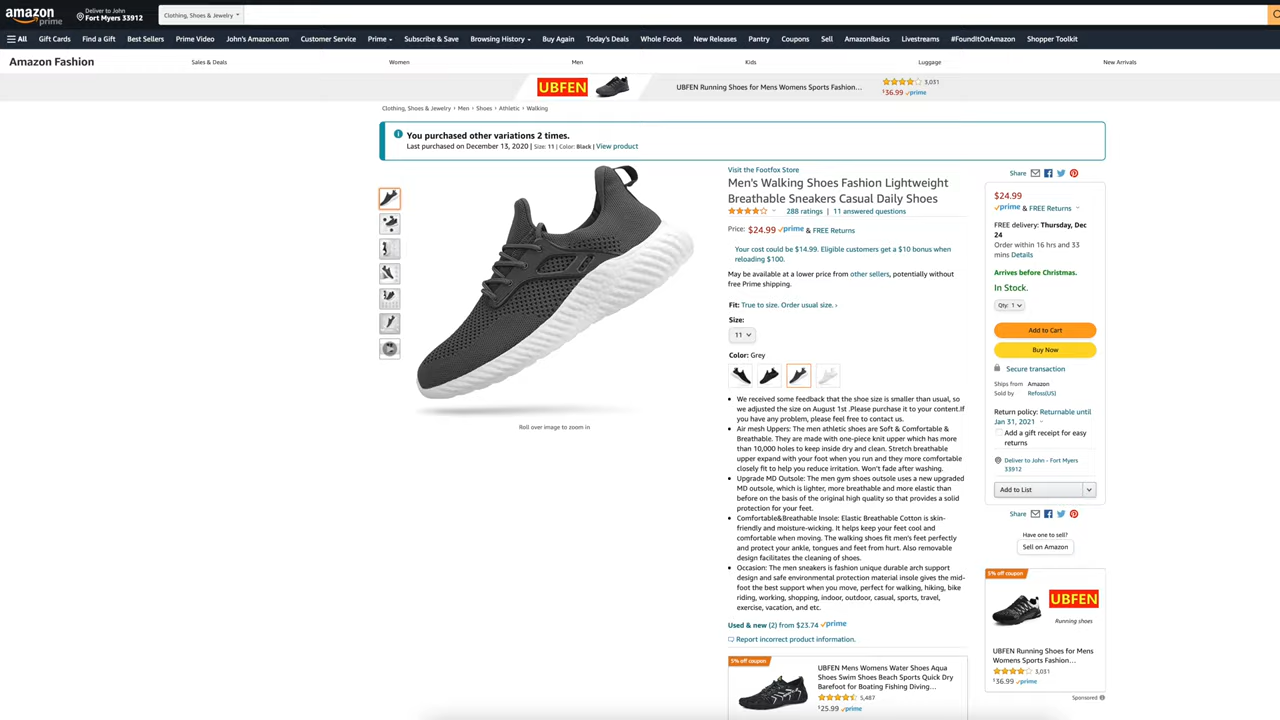 amazon
prime
Deliver to John
Fort Myers 33912
Clothing, Shoes & Jewelry
All
Gift Cards
Find a Gift
Best Sellers
Prime Video
John's Amazon.com
Customer Service
Prime
Subscribe & Save
Browsing History
Buy Again
Today's Deals
Whole Foods
New Releases
Pantry
Coupons
Sell
AmazonBasics
Livestreams
#FoundItOnAmazon
Shopper Toolkit
Amazon Fashion
Sales & Deals
Women
Men
Kids
Luggage
New Arrivals
UBFEN
UBFEN Running Shoes for Mens Womens Sports Fashion...
3,031
$36.99 prime
Clothing, Shoes & Jewelry › Men › Shoes › Athletic › Walking
You purchased other variations 2 times.
Last purchased on December 13, 2020 | Size: 11 | Color: Black | View product
Roll over image to zoom in
Visit the Footfox Store
Men's Walking Shoes Fashion Lightweight
Breathable Sneakers Casual Daily Shoes
288 ratings | 11 answered questions
Price: $24.99 prime & FREE Returns
Your cost could be $14.99. Eligible customers get a $10 bonus when
reloading $100.
May be available at a lower price from other sellers, potentially without
free Prime shipping.
Fit: True to size. Order usual size. ›
Size:
11
Color: Grey
• We received some feedback that the shoe size is smaller than usual, so
we adjusted the size on August 1st .Please purchase it to your content.If
you have any problem, please feel free to contact us.
• Air mesh Uppers: The men athletic shoes are Soft & Comfortable &
Breathable. They are made with one-piece knit upper which has more
than 10,000 holes to keep inside dry and clean. Stretch breathable
upper expand with your foot when you run and they more comfortable
closely fit to help you reduce irritation. Won't fade after washing.
• Upgrade MD Outsole: The men gym shoes outsole uses a new upgraded
MD outsole, which is lighter, more breathable and more elastic than
before on the basis of the original high quality so that provides a solid
protection for your feet.
• Comfortable&Breathable Insole: Elastic Breathable Cotton is skin-
friendly and moisture-wicking. It helps keep your feet cool and
comfortable when moving. The walking shoes fit men's feet perfectly
and protect your ankle, tongues and feet from hurt. Also removable
design facilitates the cleaning of shoes.
• Occasion: The men sneakers is fashion unique durable arch support
design and safe environmental protection material insole gives the mid-
foot the best support when you move, perfect for walking, hiking, bike
riding, working, shopping, indoor, outdoor, casual, sports, travel,
exercise, vacation, and etc.
Used & new (2) from $23.74 prime
Report incorrect product information.
5% off coupon
UBFEN Mens Womens Water Shoes Aqua
Shoes Swim Shoes Beach Sports Quick Dry
Barefoot for Boating Fishing Diving...
5,487
$25.99 prime
Share
$24.99
prime & FREE Returns
FREE delivery: Thursday, Dec
24
Order within 16 hrs and 33
mins Details
Arrives before Christmas.
In Stock.
Qty: 1
Add to Cart
Buy Now
Secure transaction
Ships from Amazon
Sold by Refoss(US)
Return policy: Returnable until
Jan 31, 2021
Add a gift receipt for easy
returns
Deliver to John - Fort Myers
33912
Add to List
Share
Have one to sell?
Sell on Amazon
5% off coupon
UBFEN
Running shoes
UBFEN Running Shoes for Mens
Womens Sports Fashion...
3,031
$36.99 prime
Sponsored